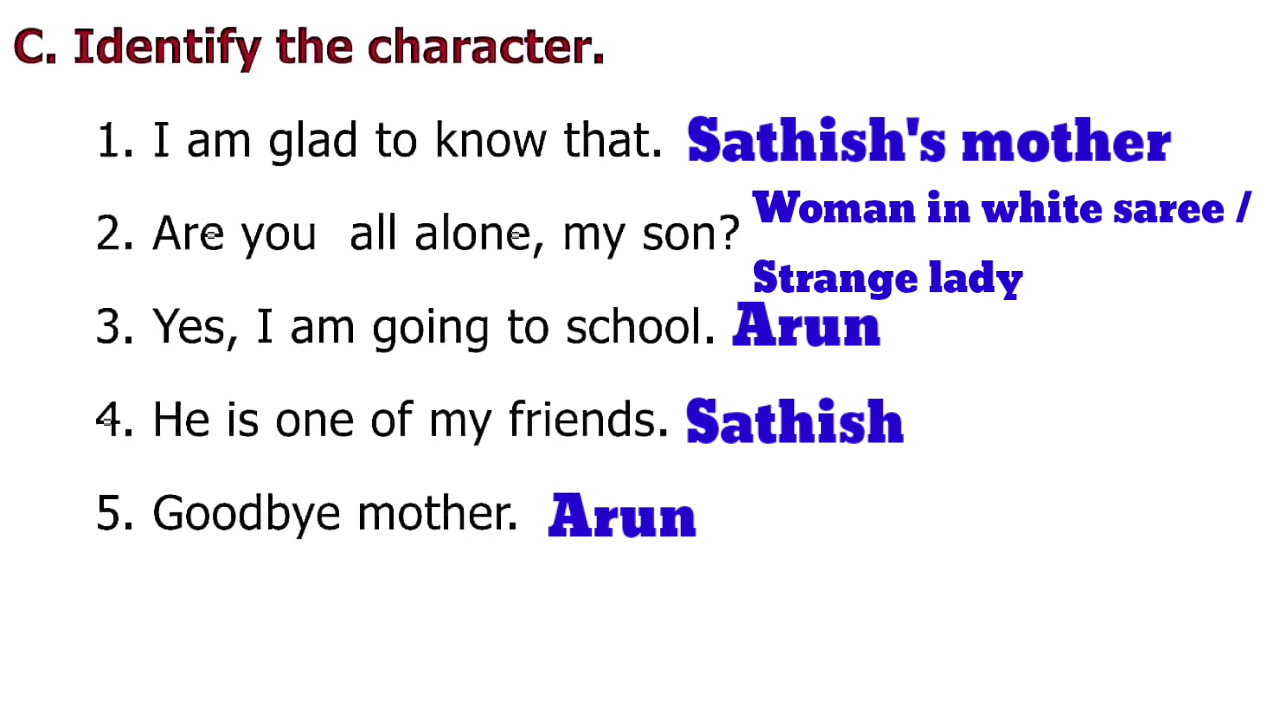 C. Identify the character.
1. I am glad to know that. Sathish's mother
2. Are you all alone, my son? Woman in white saree /
Strange lady
3. Yes, I am going to school. Arun
4. He is one of my friends. Sathish
5. Goodbye mother. Arun